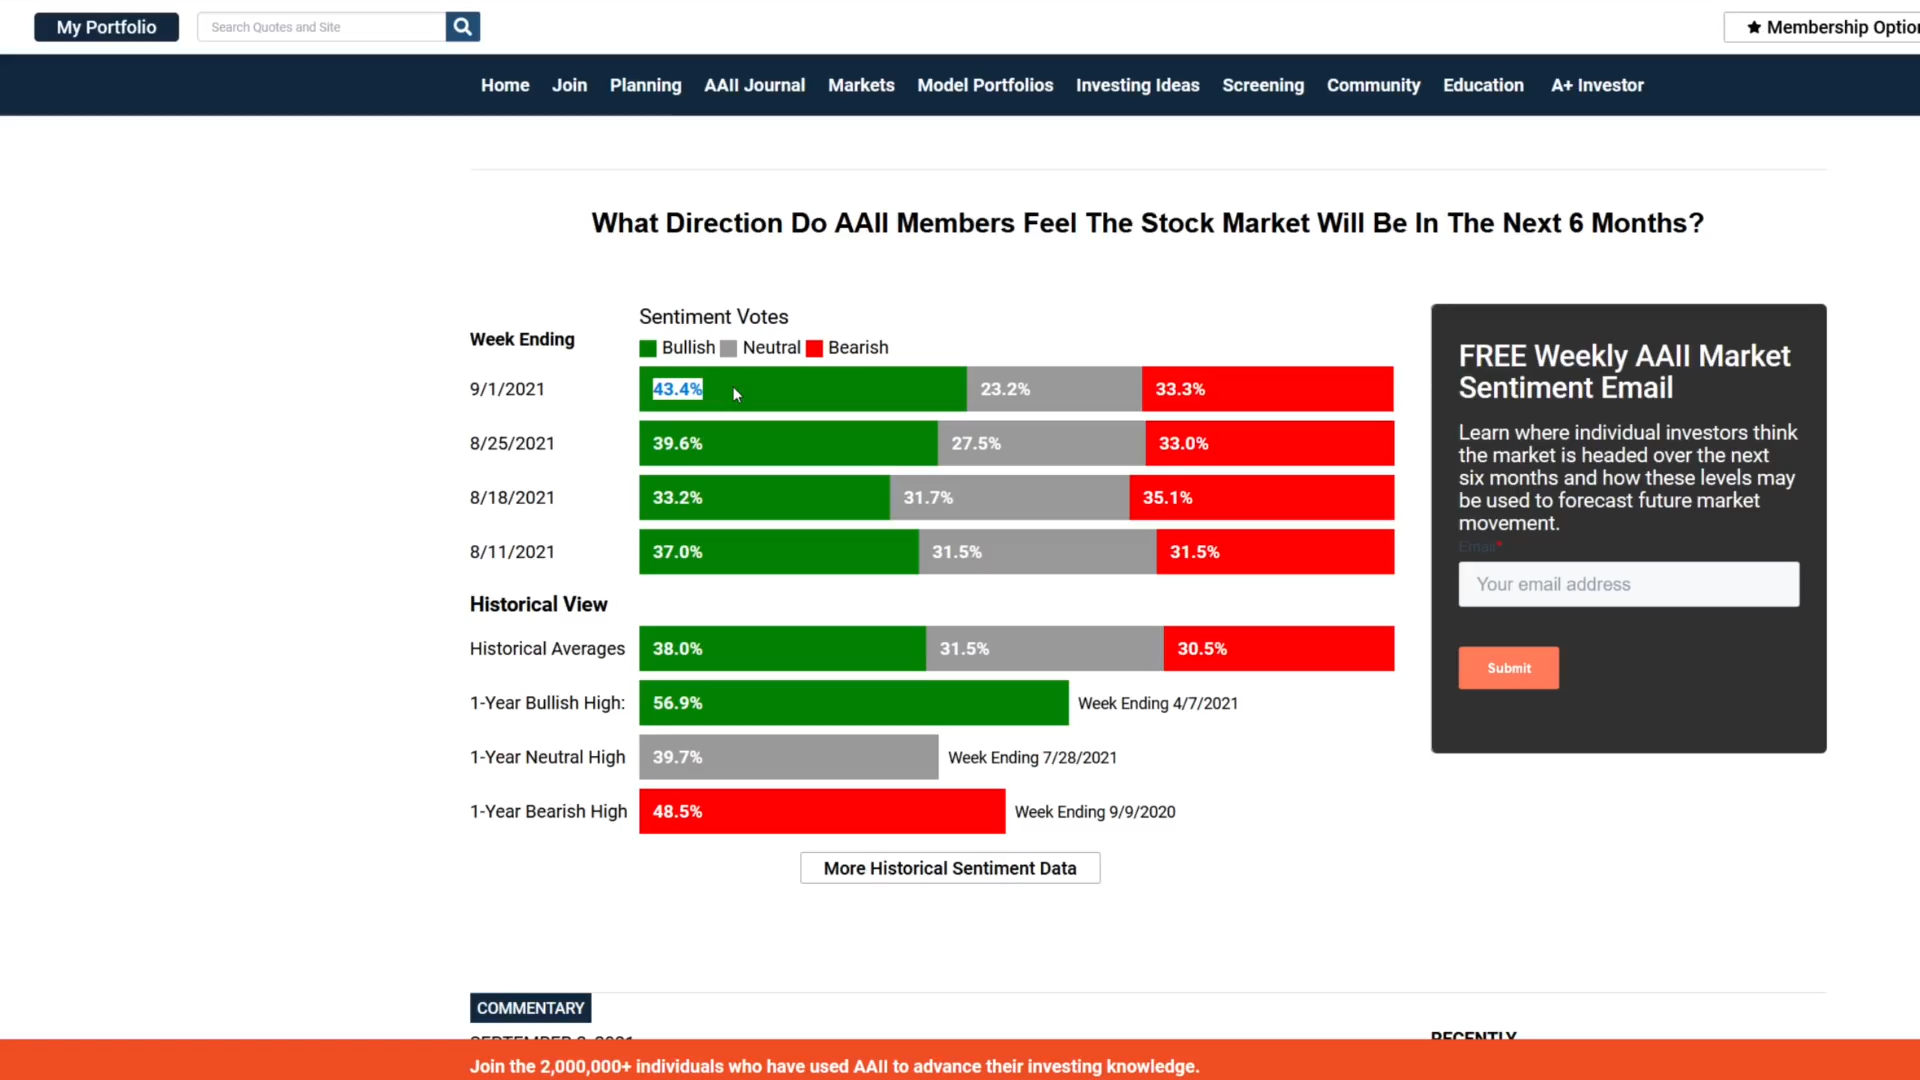 My Portfolio
Search Quotes and Site
Membership Optio
Home Join Planning AAII Journal Markets Model Portfolios Investing Ideas Screening Community Education A+ Investor
What Direction Do AAII Members Feel The Stock Market Will Be In The Next 6 Months?
Sentiment Votes
Week Ending
Bullish Neutral Bearish
9/1/2021 43.4% 23.2% 33.3%
8/25/2021 39.6% 27.5% 33.0%
8/18/2021 33.2% 31.7% 35.1%
8/11/2021 37.0% 31.5% 31.5%
Historical View
Historical Averages 38.0% 31.5% 30.5%
1-Year Bullish High: 56.9% Week Ending 4/7/2021
1-Year Neutral High 39.7% Week Ending 7/28/2021
1-Year Bearish High 48.5% Week Ending 9/9/2020
More Historical Sentiment Data
FREE Weekly AAII Market
Sentiment Email
Learn where individual investors think
the market is headed over the next
six months and how these levels may
be used to forecast future market
movement.
Email*
Your email address
Submit
COMMENTARY
RECENTLY
Join the 2,000,000+ individuals who have used AAII to advance their investing knowledge.